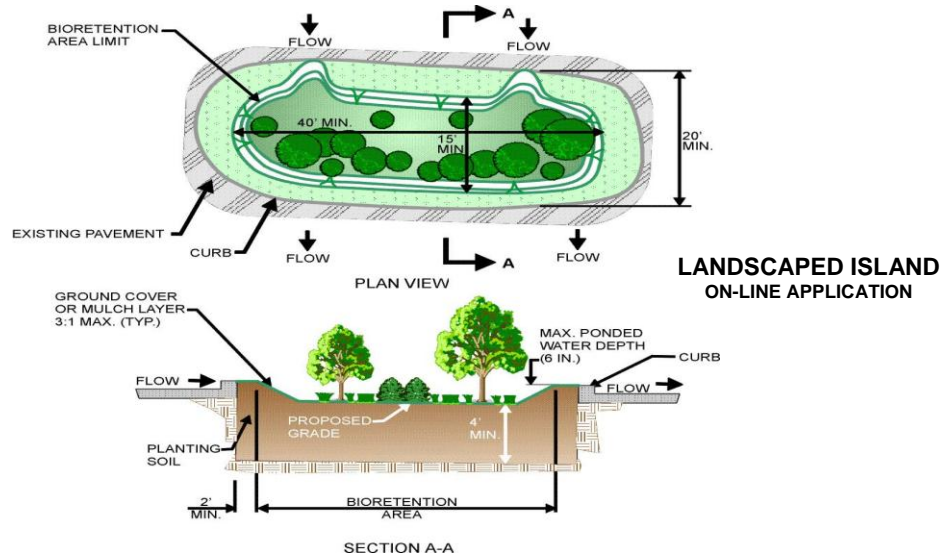 BIORETENTION
AREA LIMIT
FLOW
A
FLOW
40' MIN.
15'
MIN.
20'
MIN.
EXISTING PAVEMENT
CURB
FLOW
A
FLOW
PLAN VIEW
LANDSCAPED ISLAND
ON-LINE APPLICATION
GROUND COVER
OR MULCH LAYER
3:1 MAX. (TYP.)
MAX. PONDED
WATER DEPTH
(6 IN.)
CURB
FLOW
FLOW
PROPOSED
GRADE
4'
MIN.
PLANTING
SOIL
2'
MIN.
BIORETENTION
AREA
SECTION A-A